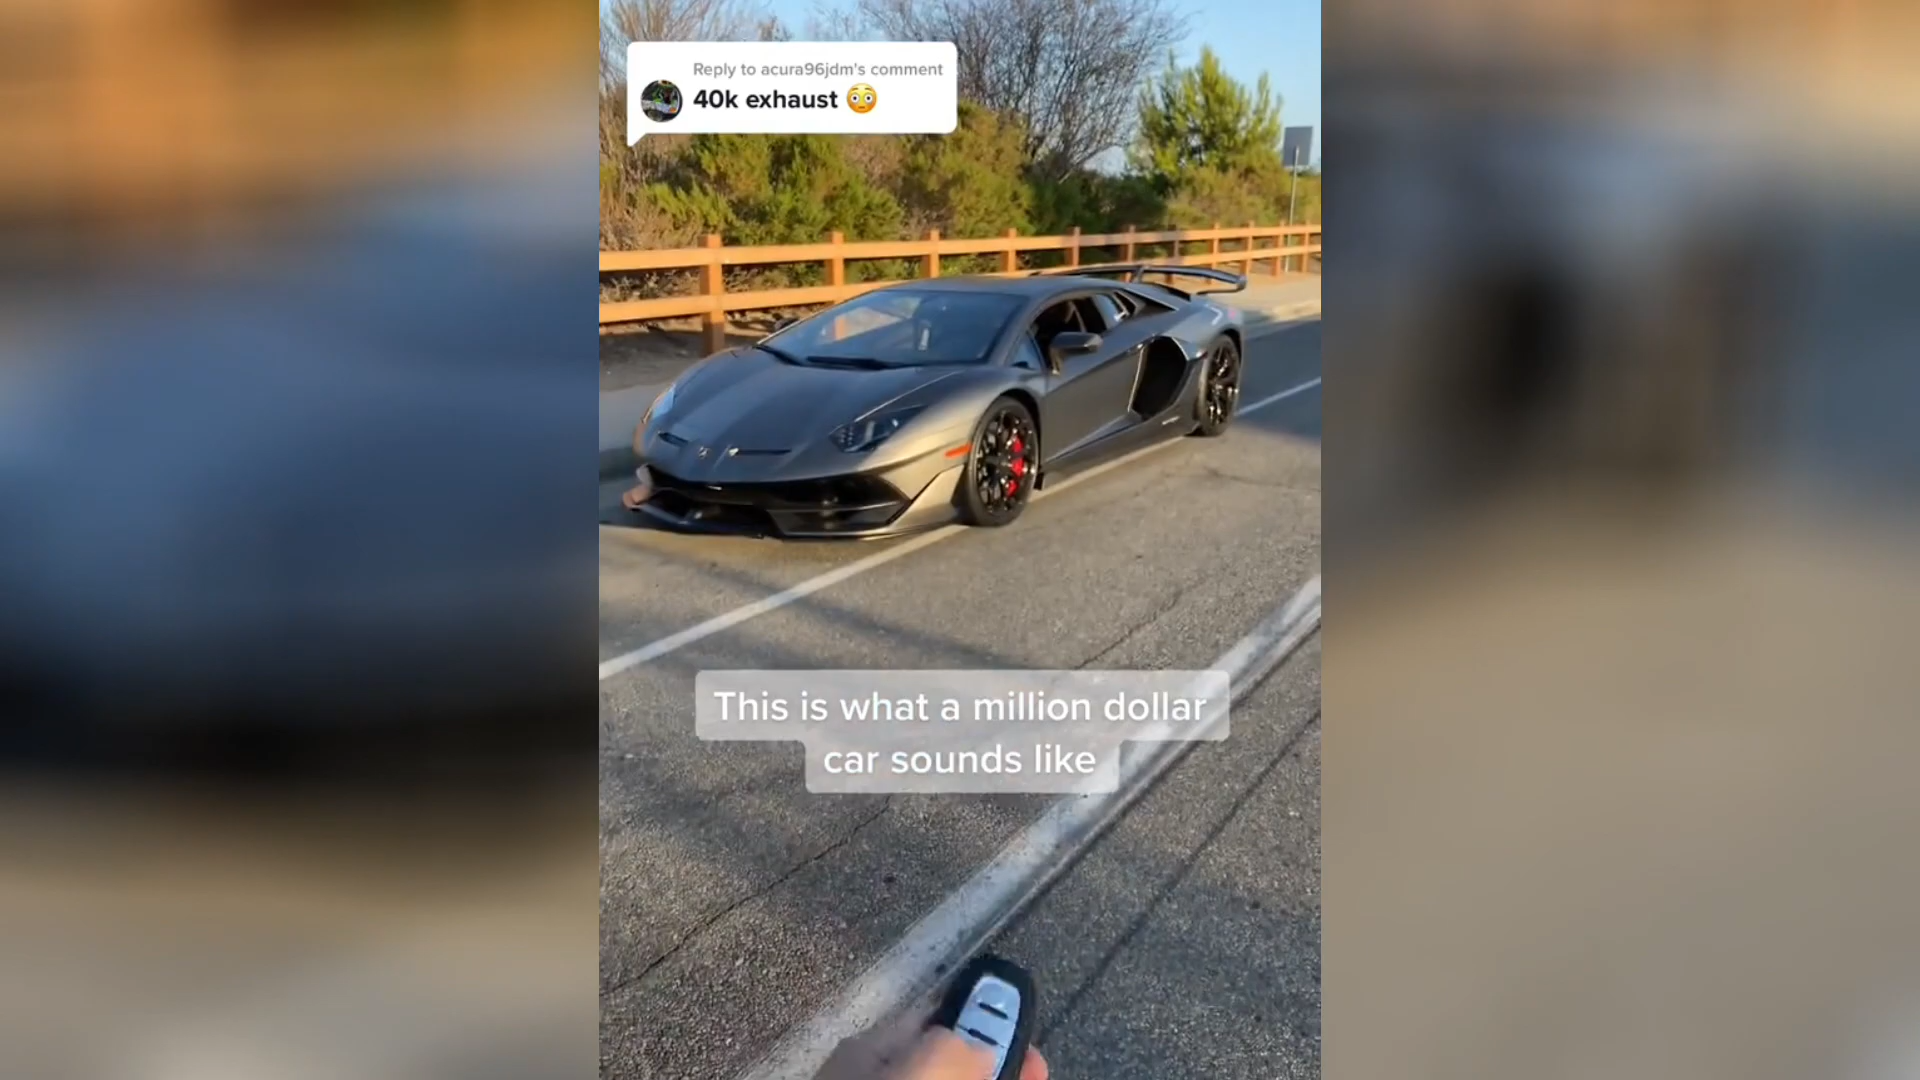 Reply to acura96jdm's comment
40k exhaust 😳
This is what a million dollar
car sounds like